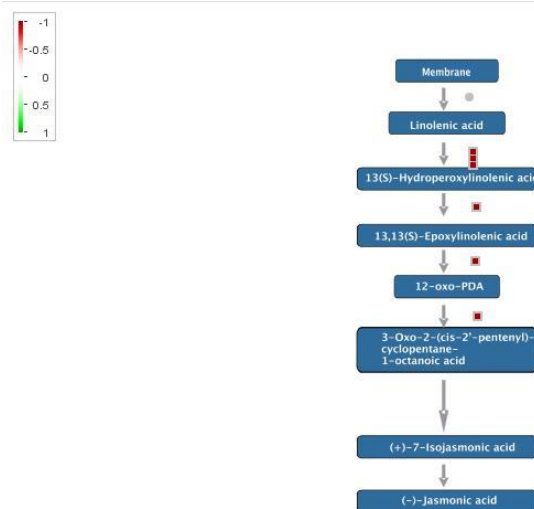 -1
-0.5
0
0.5
1
Membrane
Linolenic acid
13(S)-Hydroperoxylinolenic acid
13,13(S)-Epoxylinolenic acid
12-oxo-PDA
3-Oxo-2-(cis-2'-pentenyl)-
cyclopentane-
1-octanoic acid
(+)-7-Isojasmonic acid
(-)-Jasmonic acid